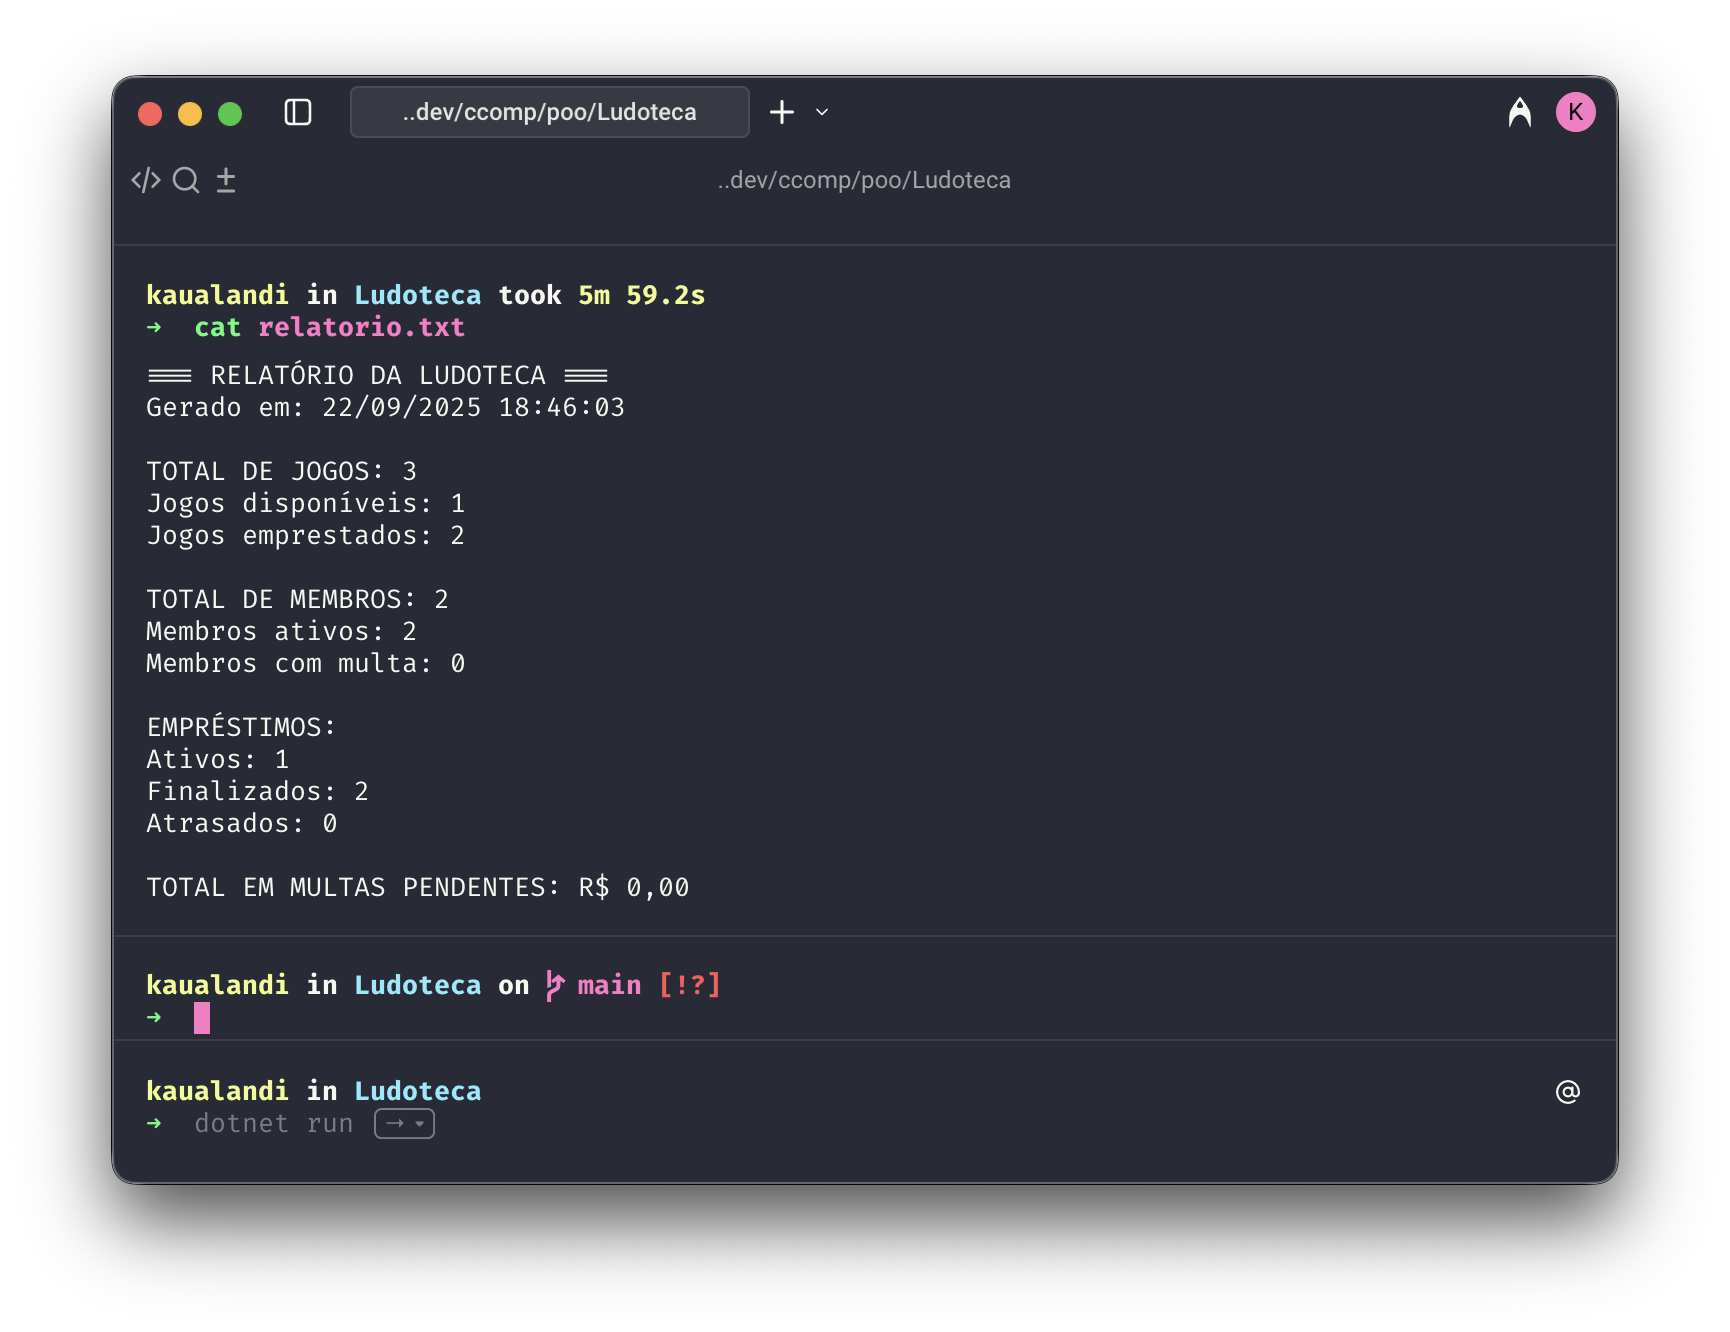 ..dev/ccomp/poo/Ludoteca
K
..dev/ccomp/poo/Ludoteca
kaualandi in Ludoteca took 5m 59.2s
➜ cat relatorio.txt
=== RELATÓRIO DA LUDOTECA ===
Gerado em: 22/09/2025 18:46:03
TOTAL DE JOGOS: 3
Jogos disponíveis: 1
Jogos emprestados: 2
TOTAL DE MEMBROS: 2
Membros ativos: 2
Membros com multa: 0
EMPRÉSTIMOS:
Ativos: 1
Finalizados: 2
Atrasados: 0
TOTAL EM MULTAS PENDENTES: R$ 0,00
kaualandi in Ludoteca on main [!?]
➜
kaualandi in Ludoteca
➜ dotnet run